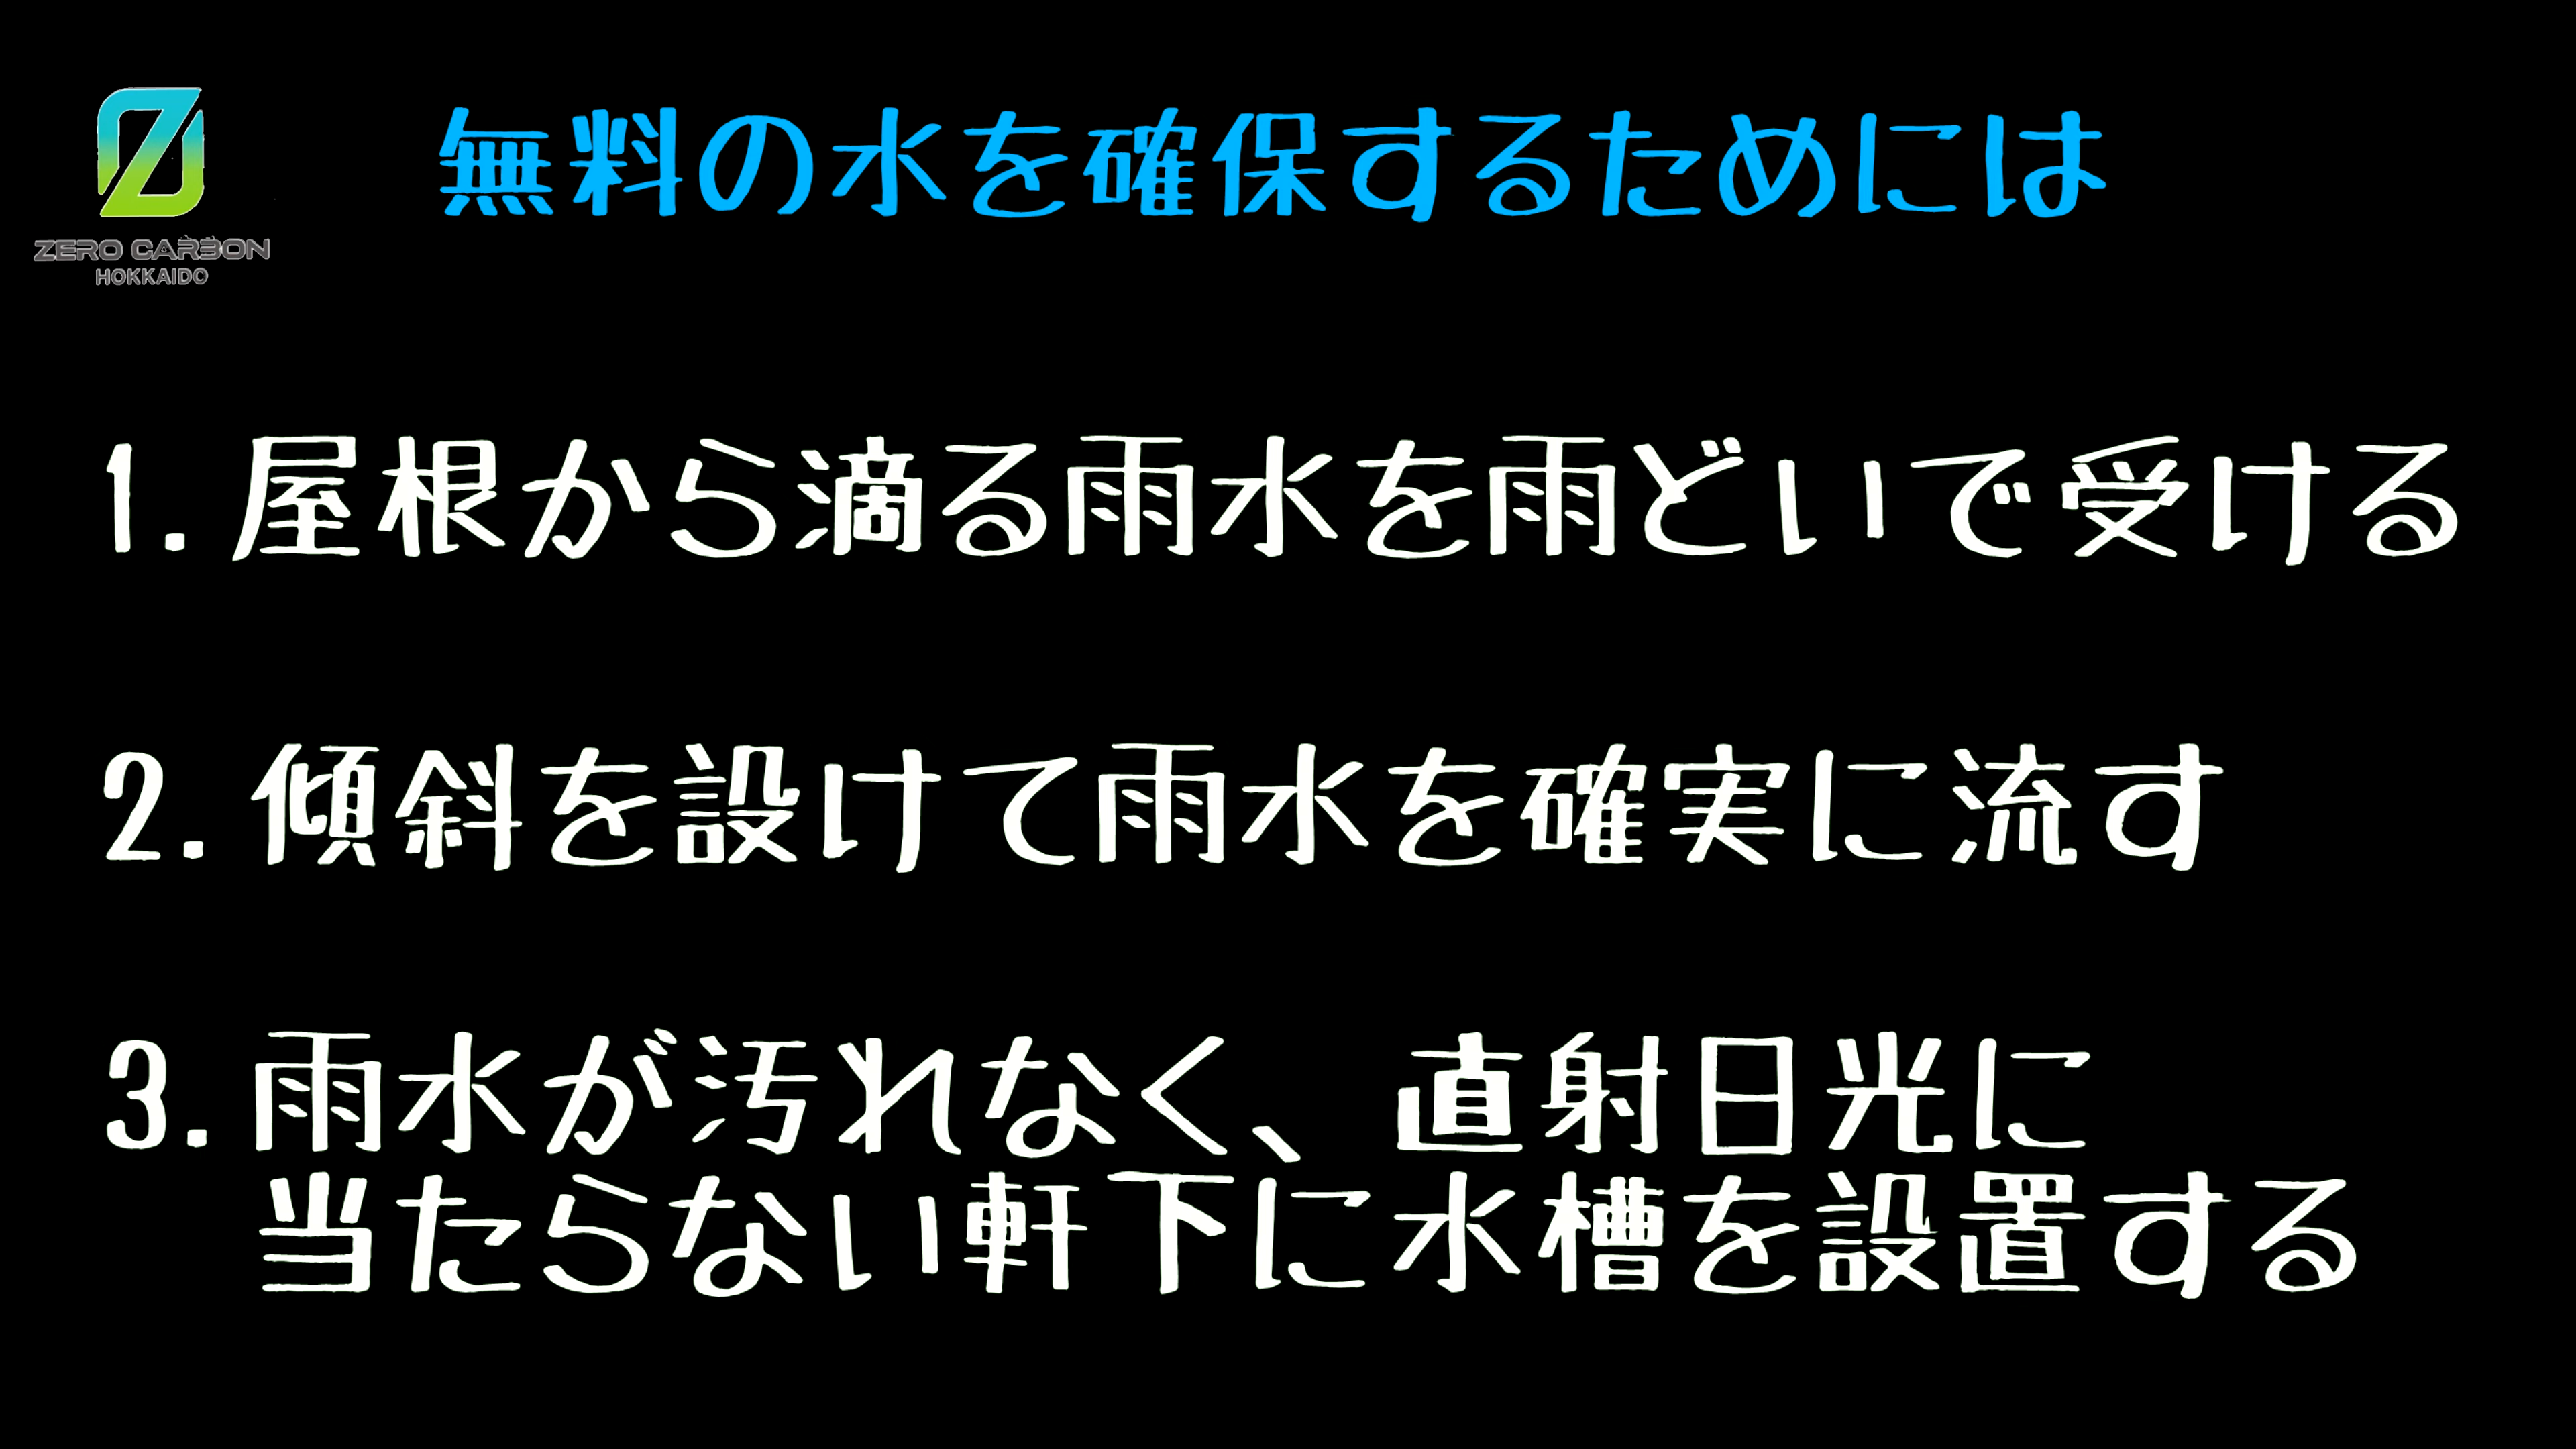 ZERO CARBON
HOKKAIDO
無料の水を確保するためには
1. 屋根から滴る雨水を雨どいで受ける
2. 傾斜を設けて雨水を確実に流す
3. 雨水が汚れなく、直射日光に
当たらない軒下に水槽を設置する